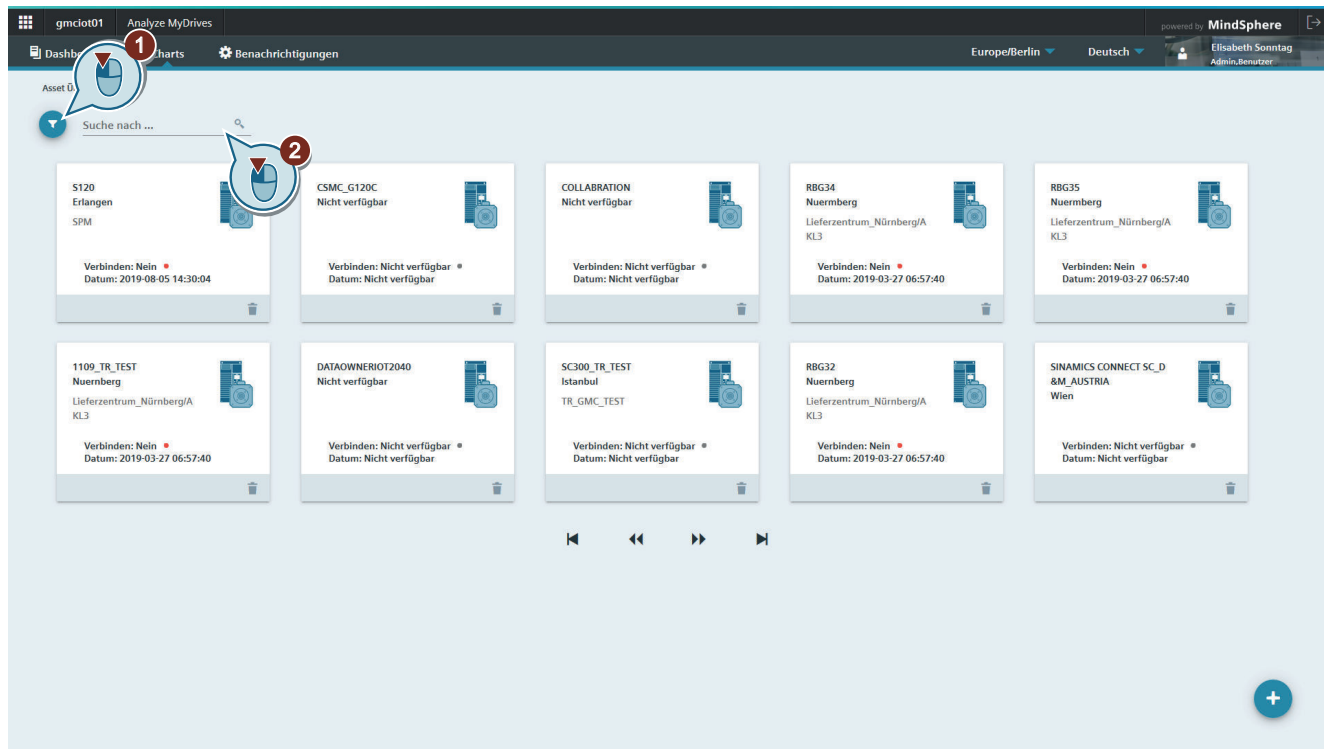 gmciot01 Analyze MyDrives powered by MindSphere
Charts Benachrichtigungen Europe/Berlin Deutsch Elisabeth Sonntag
Admin,Benutzer
1
Asset
Suche nach ...
2
S120
Erlangen
SPM
Verbinden: Nein
Datum: 2019-08-05 14:30:04
CSMC_G120C
Nicht verfügbar
Verbinden: Nicht verfügbar
Datum: Nicht verfügbar
COLLABRATION
Nicht verfügbar
Verbinden: Nicht verfügbar
Datum: Nicht verfügbar
RBG34
Nuermberg
Lieferzentrum_Nürnberg/A
KL3
Verbinden: Nein
Datum: 2019-03-27 06:57:40
RBG35
Nuermberg
Lieferzentrum_Nürnberg/A
KL3
Verbinden: Nein
Datum: 2019-03-27 06:57:40
1109_TR_TEST
Nuernberg
Lieferzentrum_Nürnberg/A
KL3
Verbinden: Nein
Datum: 2019-03-27 06:57:40
DATAOWNERIOT2040
Nicht verfügbar
Verbinden: Nicht verfügbar
Datum: Nicht verfügbar
SC300_TR_TEST
Istanbul
TR_GMC_TEST
Verbinden: Nicht verfügbar
Datum: Nicht verfügbar
RBG32
Nuernberg
Lieferzentrum_Nürnberg/A
KL3
Verbinden: Nein
Datum: 2019-03-27 06:57:40
SINAMICS CONNECT SC_D
&M_AUSTRIA
Wien
Verbinden: Nicht verfügbar
Datum: Nicht verfügbar